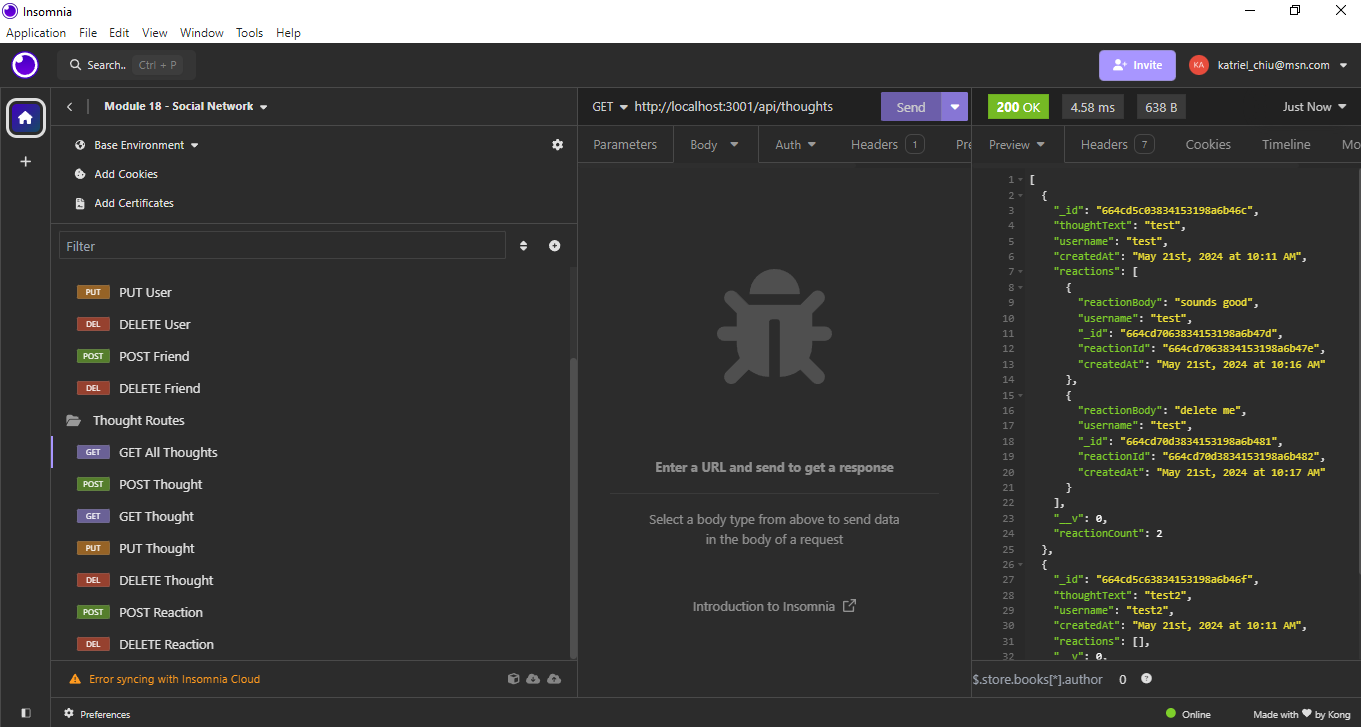 Insomnia
Application File Edit View Window Tools Help
Search.. Ctrl + P
Invite
KA katriel_chiu@msn.com
Module 18 - Social Network
Base Environment
Add Cookies
Add Certificates
Filter
PUT PUT User
DEL DELETE User
POST POST Friend
DEL DELETE Friend
Thought Routes
GET GET All Thoughts
POST POST Thought
GET GET Thought
PUT PUT Thought
DEL DELETE Thought
POST POST Reaction
DEL DELETE Reaction
Error syncing with Insomnia Cloud
Preferences
GET http://localhost:3001/api/thoughts Send
Parameters Body Auth Headers 1 Pre
Enter a URL and send to get a response
Select a body type from above to send data
in the body of a request
Introduction to Insomnia
200 OK 4.58 ms 638 B Just Now
Preview Headers 7 Cookies Timeline Mo
1 [
2 {
3 "_id": "664cd5c03834153198a6b46c",
4 "thoughtText": "test",
5 "username": "test",
6 "createdAt": "May 21st, 2024 at 10:11 AM",
7 "reactions": [
8 {
9 "reactionBody": "sounds good",
10 "username": "test",
11 "_id": "664cd7063834153198a6b47d",
12 "reactionId": "664cd7063834153198a6b47e",
13 "createdAt": "May 21st, 2024 at 10:16 AM"
14 },
15 {
16 "reactionBody": "delete me",
17 "username": "test",
18 "_id": "664cd70d3834153198a6b481",
19 "reactionId": "664cd70d3834153198a6b482",
20 "createdAt": "May 21st, 2024 at 10:17 AM"
21 }
22 ],
23 "__v": 0,
24 "reactionCount": 2
25 },
26 {
27 "_id": "664cd5c63834153198a6b46f",
28 "thoughtText": "test2",
29 "username": "test2",
30 "createdAt": "May 21st, 2024 at 10:11 AM",
31 "reactions": [],
32 "__v": 0,
$.store.books[*].author 0
Online Made with ❤ by Kong